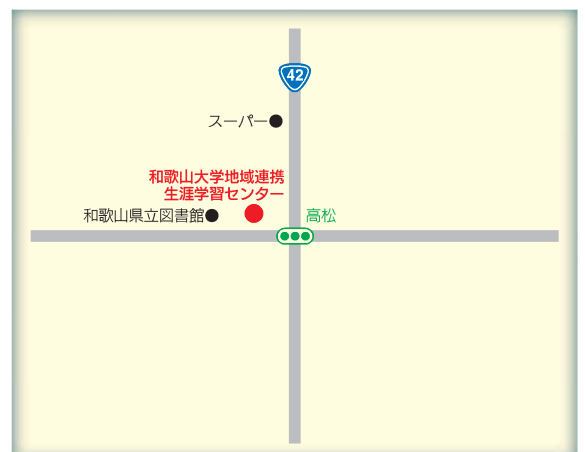 42
スーパー
和歌山大学地域連携
生涯学習センター
和歌山県立図書館
高松